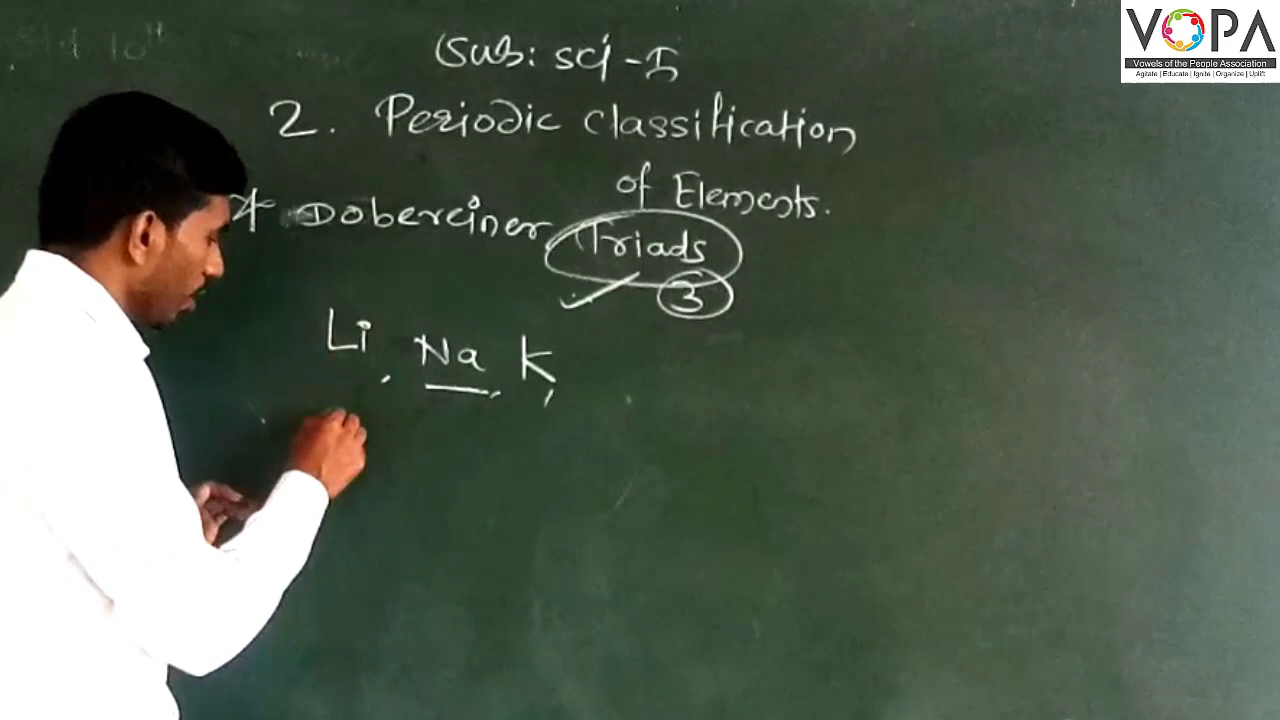 10th
Sub: sci - I
2. Periodic classification
of Elements.
* Dobereiner Triads
3
Li, Na, K,
VOPA
Vowels of the People Association
Agitate | Educate | Ignite | Organize | Uplift